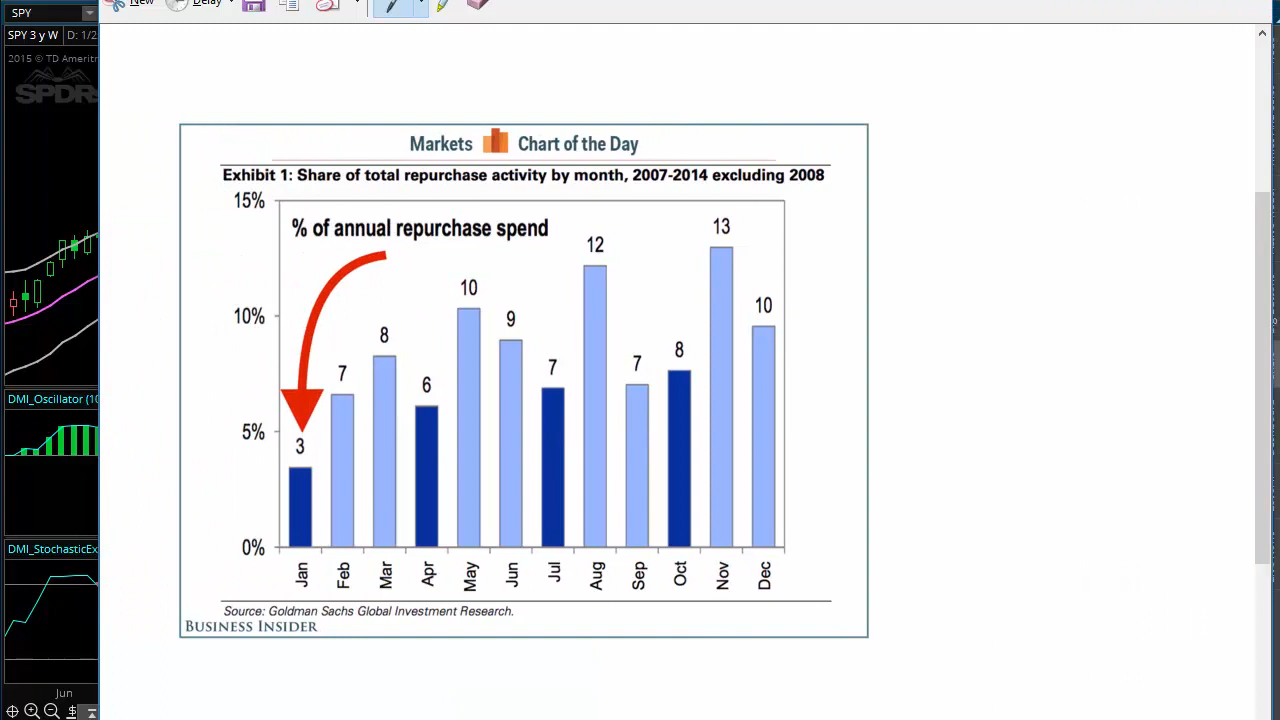 SPY
New
Delay
SPY 3 y W
D: 1/2
2015 © TD Ameritr
SPDR
Markets Chart of the Day
Exhibit 1: Share of total repurchase activity by month, 2007-2014 excluding 2008
15%
10%
5%
0%
% of annual repurchase spend
3
7
8
6
10
9
7
12
7
8
13
10
Jan
Feb
Mar
Apr
May
Jun
Jul
Aug
Sep
Oct
Nov
Dec
Source: Goldman Sachs Global Investment Research.
BUSINESS INSIDER
DMI_Oscillator (10
DMI_StochasticEx
Jun
$